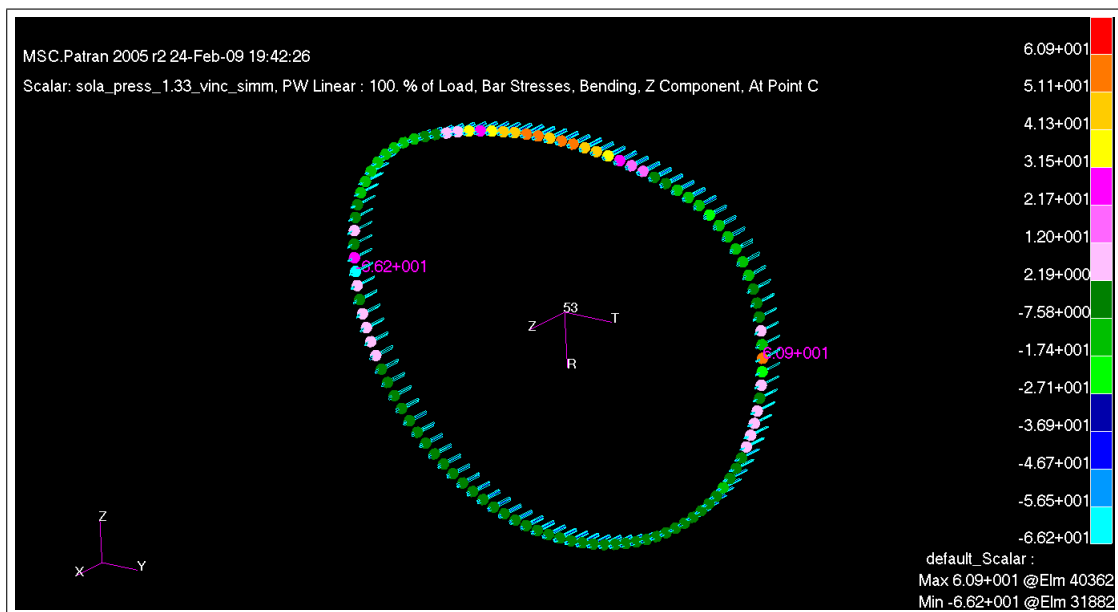 MSC.Patran 2005 r2 24-Feb-09 19:42:26
Scalar: sola_press_1.33_vinc_simm, PW Linear : 100. % of Load, Bar Stresses, Bending, Z Component, At Point C
6.09+001
5.11+001
4.13+001
3.15+001
2.17+001
1.20+001
2.19+000
-7.58+000
-1.74+001
-2.71+001
-3.69+001
-4.67+001
-5.65+001
-6.62+001
6.62+001
53
Z
T
R
6.09+001
Z
X
Y
default_Scalar :
Max 6.09+001 @Elm 40362
Min -6.62+001 @Elm 31882